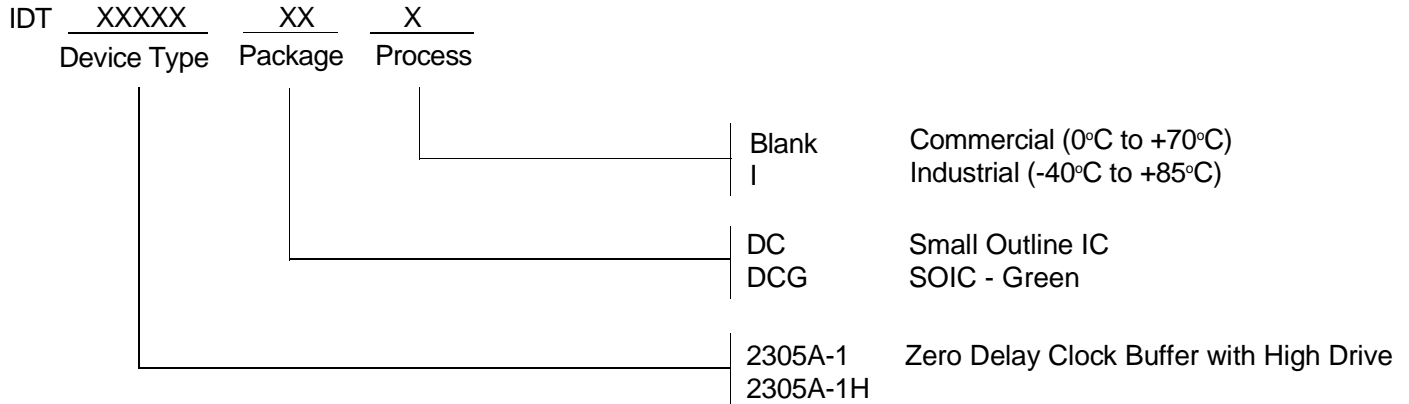 IDT XXXXX XX X
Device Type Package Process
Blank Commercial (0°C to +70°C)
I Industrial (-40°C to +85°C)
DC Small Outline IC
DCG SOIC - Green
2305A-1 Zero Delay Clock Buffer with High Drive
2305A-1H